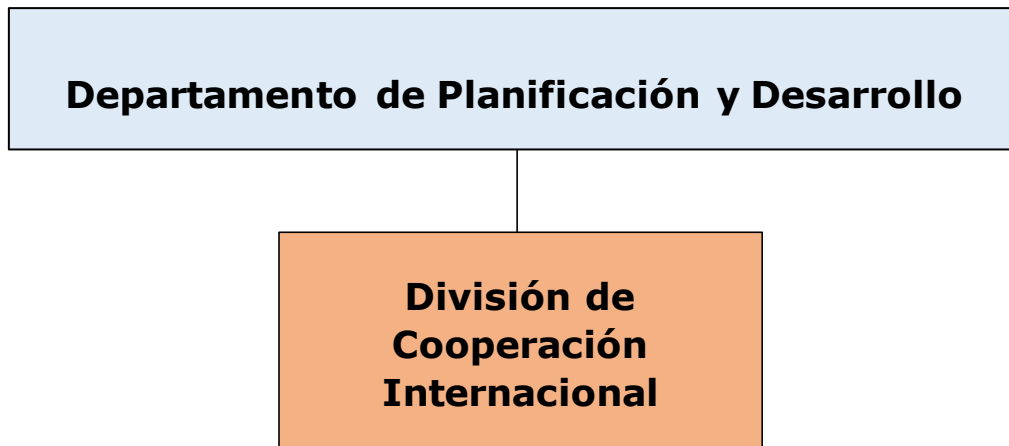 Departamento de Planificación y Desarrollo
División de
Cooperación
Internacional